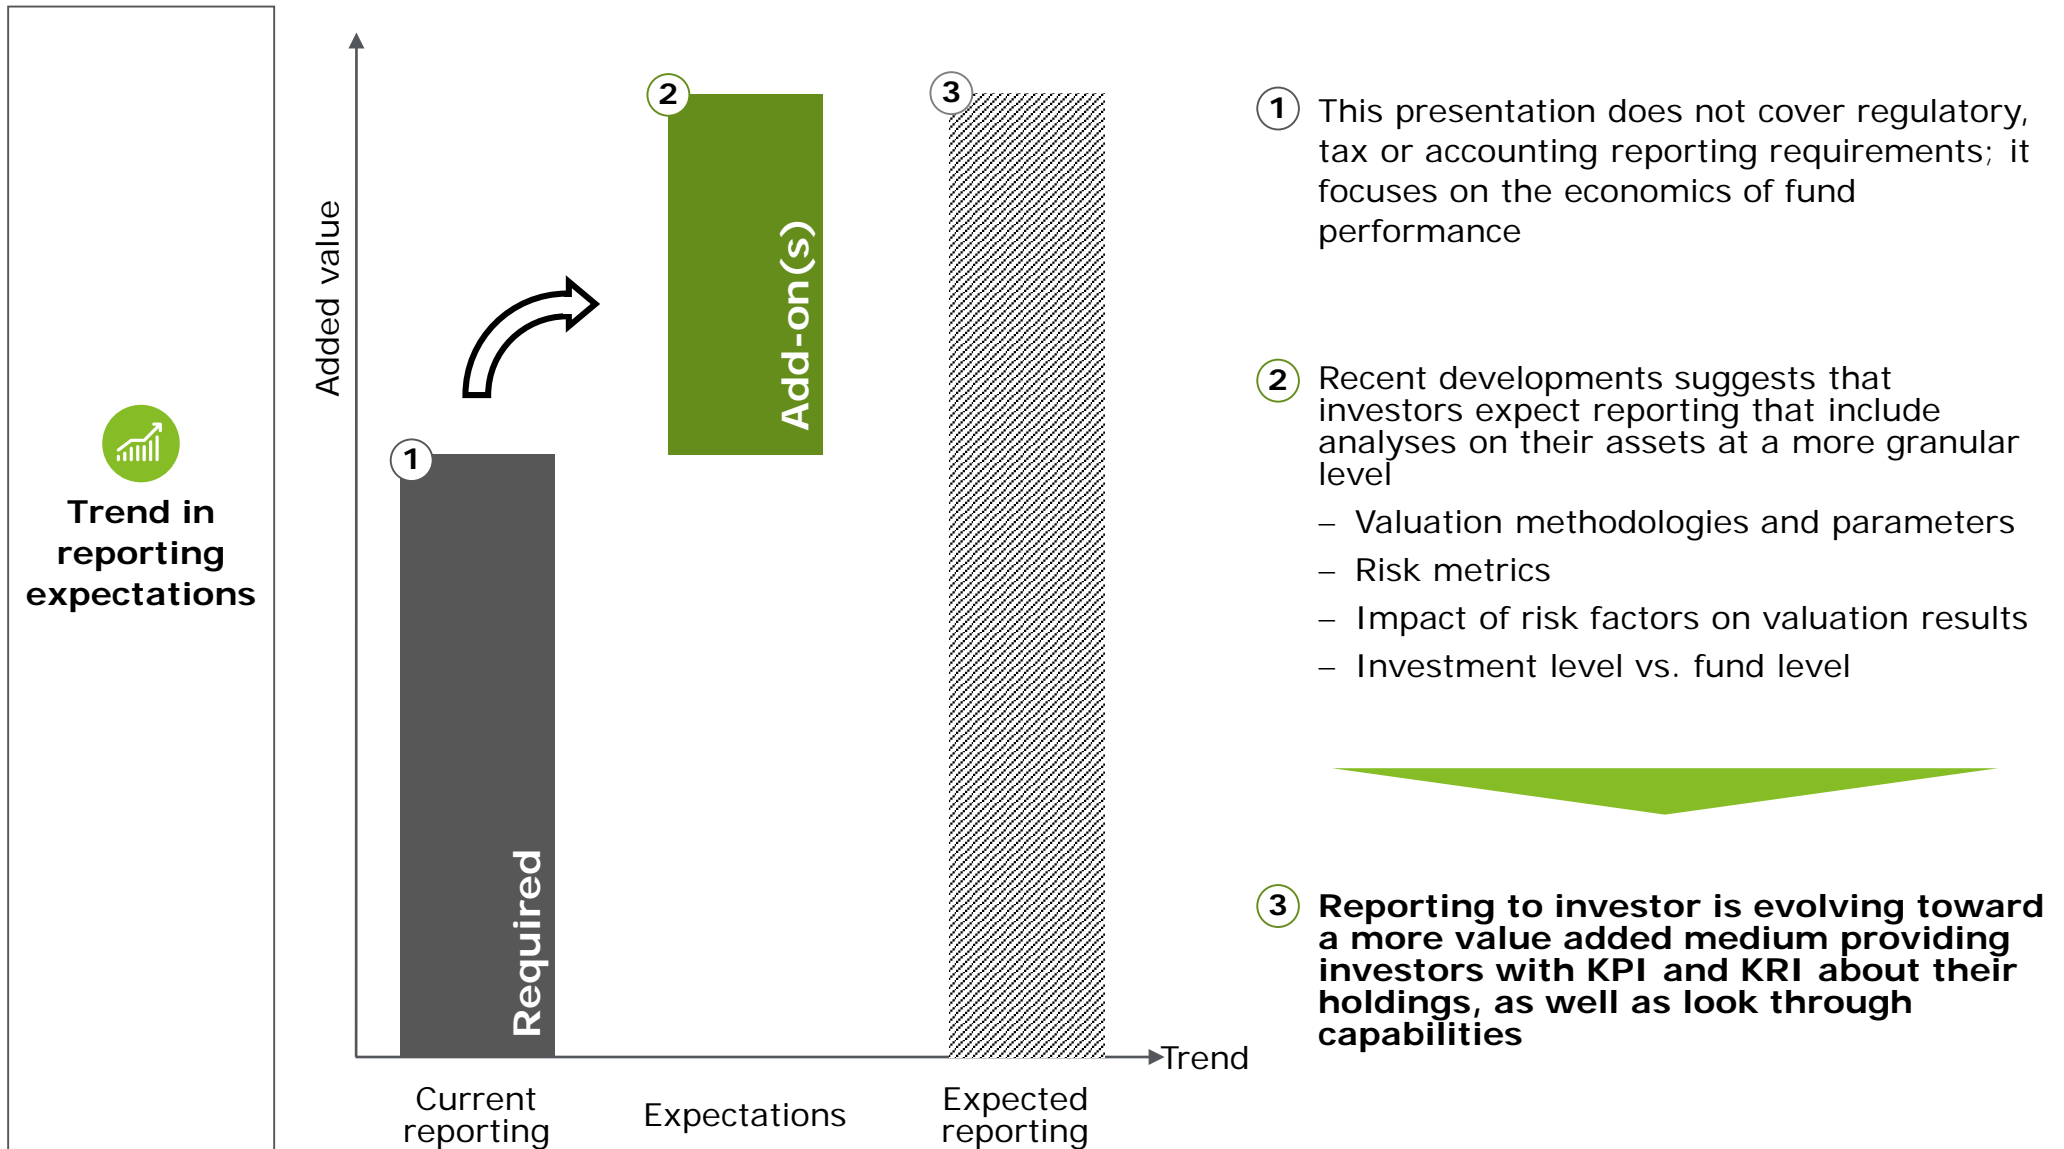 Trend in
reporting
expectations
Added value
1
Required
2
Add-on(s)
3
Trend
Current
reporting
Expectations
Expected
reporting
1 This presentation does not cover regulatory,
tax or accounting reporting requirements; it
focuses on the economics of fund
performance
2 Recent developments suggests that
investors expect reporting that include
analyses on their assets at a more granular
level
– Valuation methodologies and parameters
– Risk metrics
– Impact of risk factors on valuation results
– Investment level vs. fund level
3 Reporting to investor is evolving toward
a more value added medium providing
investors with KPI and KRI about their
holdings, as well as look through
capabilities